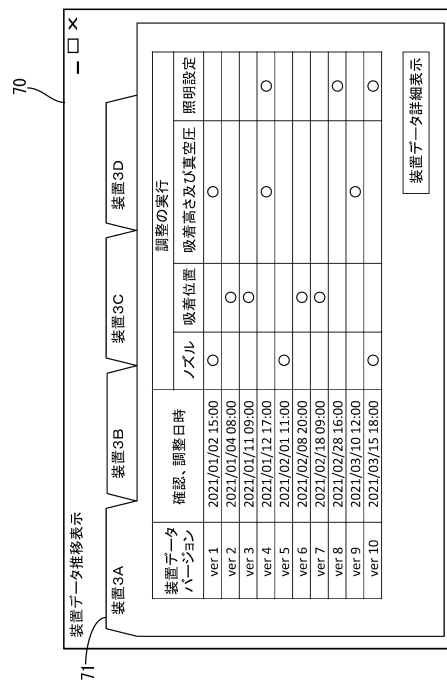 70
装置データ推移表示
71
装置3A 装置3B 装置3C 装置3D
装置データバージョン 確認、調整日時 調整の実行
ノズル 吸着位置 吸着高さ及び真空圧 照明設定
ver 1 2021/01/02 15:00 ○ ○
ver 2 2021/01/04 08:00 ○
ver 3 2021/01/11 09:00 ○
ver 4 2021/01/12 17:00 ○ ○
ver 5 2021/02/01 11:00 ○
ver 6 2021/02/08 20:00 ○
ver 7 2021/02/18 09:00 ○
ver 8 2021/02/28 16:00 ○
ver 9 2021/03/10 12:00 ○
ver 10 2021/03/15 18:00 ○ ○
装置データ詳細表示